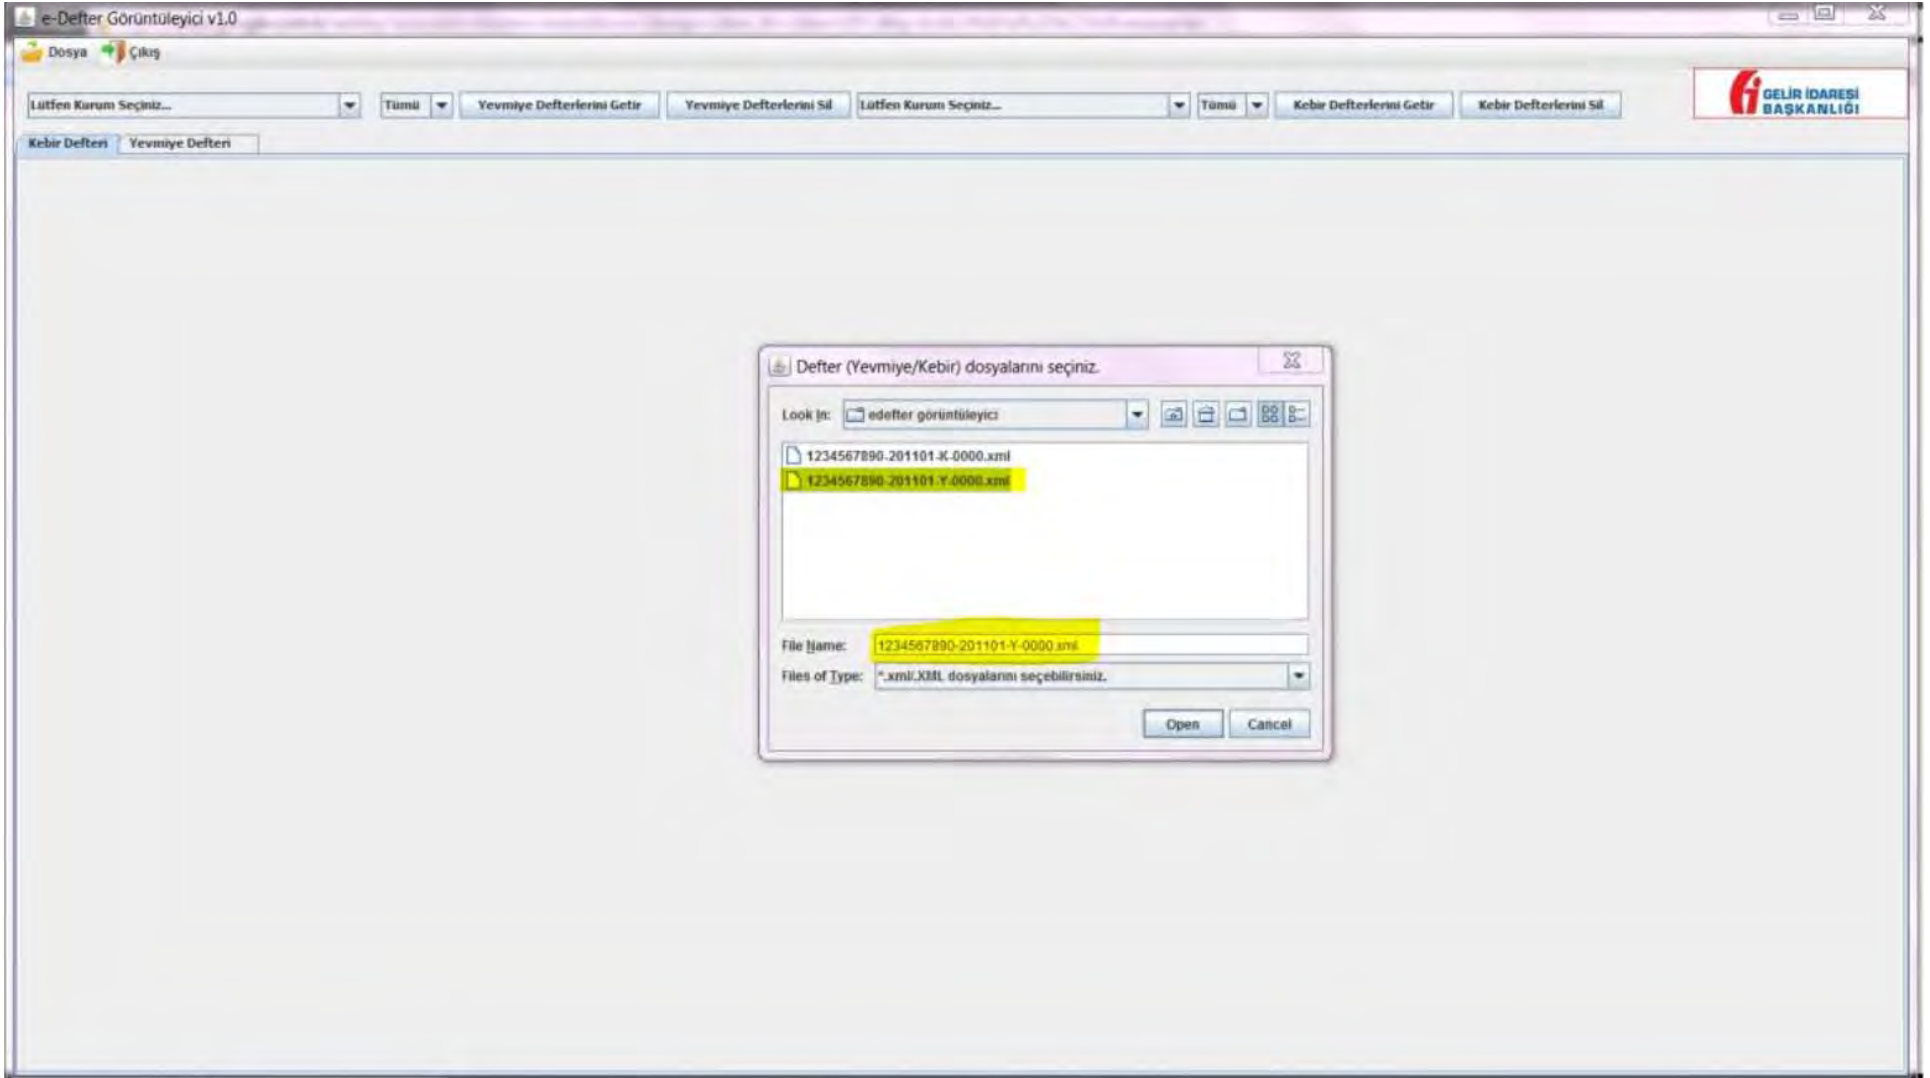 e-Defter Görüntüleyici v1.0
Dosya Çıkış
Lütfen Kurum Seçiniz... Tümü Yevmiye Defterlerini Getir Yevmiye Defterlerini Sil Lütfen Kurum Seçiniz... Tümü Kebir Defterlerini Getir Kebir Defterlerini Sil
GELİR İDARESİ
BAŞKANLIĞI
Kebir Defteri Yevmiye Defteri
Defter (Yevmiye/Kebir) dosyalarını seçiniz.
Look In: edefter görüntüleyici
1234567890-201101-K-0000.xml
1234567890-201101-Y-0000.xml
File Name: 1234567890-201101-Y-0000.xml
Files of Type: *.xml/.XML dosyalarını seçebilirsiniz.
Open Cancel